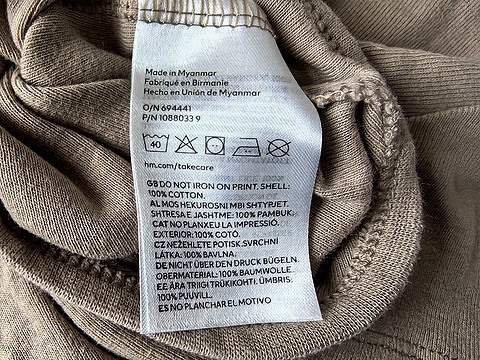 Made in Myanmar
Fabriqué en Birmanie
Hecho en Unión de Myanmar
O/N 694441
P/N 1088033 9
40
hm.com/takecare
GB DO NOT IRON ON PRINT. SHELL:
100% COTTON.
AL MOS HEKUROSNI MBI SHTYPJET.
SHTRESA E JASHTME: 100% PAMBUK.
CAT NO PLANXEU LA IMPRESSIÓ.
EXTERIOR: 100% COTÓ.
CZ NEŽEHLETE POTISK. SVRCHNÍ
LÁTKA: 100% BAVLNA.
DE NICHT ÜBER DEN DRUCK BÜGELN.
OBERMATERIAL: 100% BAUMWOLLE.
EE ÄRA TRIIGI TRÜKIKOHTI. ÜMBRIS:
100% PUUVILL.
ES NO PLANCHAR EL MOTIVO